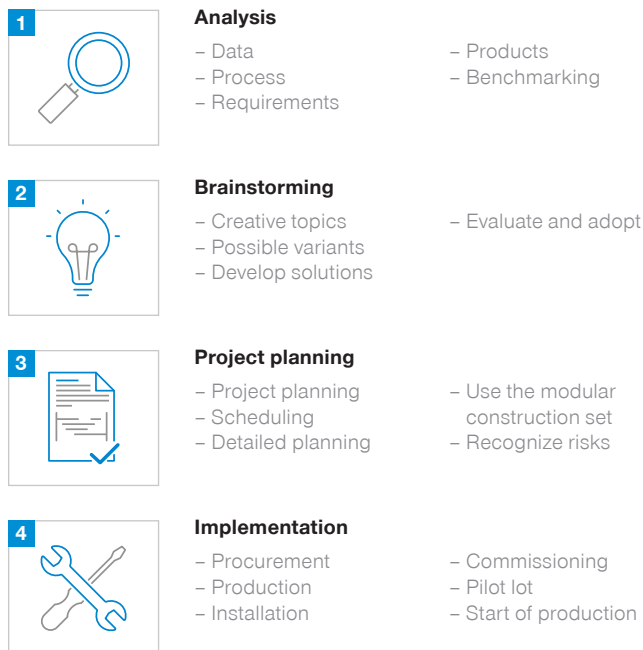 1
Analysis
– Data
– Process
– Requirements
– Products
– Benchmarking
2
Brainstorming
– Creative topics
– Possible variants
– Develop solutions
– Evaluate and adopt
3
Project planning
– Project planning
– Scheduling
– Detailed planning
– Use the modular
construction set
– Recognize risks
4
Implementation
– Procurement
– Production
– Installation
– Commissioning
– Pilot lot
– Start of production